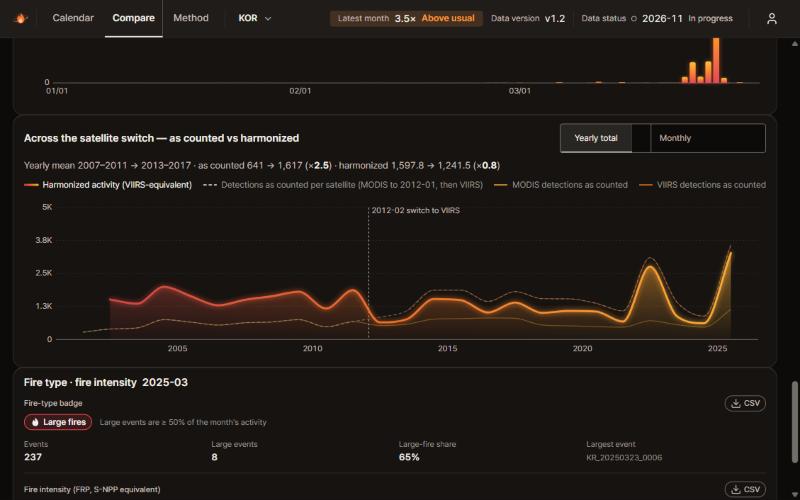 Calendar Compare Method KOR Latest month 3.5× Above usual Data version v1.2 Data status 2026-11 In progress
0
01/01 02/01 03/01
Across the satellite switch — as counted vs harmonized Yearly total Monthly
Yearly mean 2007–2011 → 2013–2017 · as counted 641 → 1,617 (×2.5) · harmonized 1,597.8 → 1,241.5 (×0.8)
Harmonized activity (VIIRS-equivalent) Detections as counted per satellite (MODIS to 2012-01, then VIIRS) MODIS detections as counted VIIRS detections as counted
5K
2012-02 switch to VIIRS
3.8K
2.5K
1.3K
0
2005 2010 2015 2020 2025
Fire type · fire intensity 2025-03
Fire-type badge CSV
Large fires Large events are ≥ 50% of the month's activity
Events Large events Large-fire share Largest event
237 8 65% KR_20250323_0006
Fire intensity (FRP, S-NPP equivalent) CSV